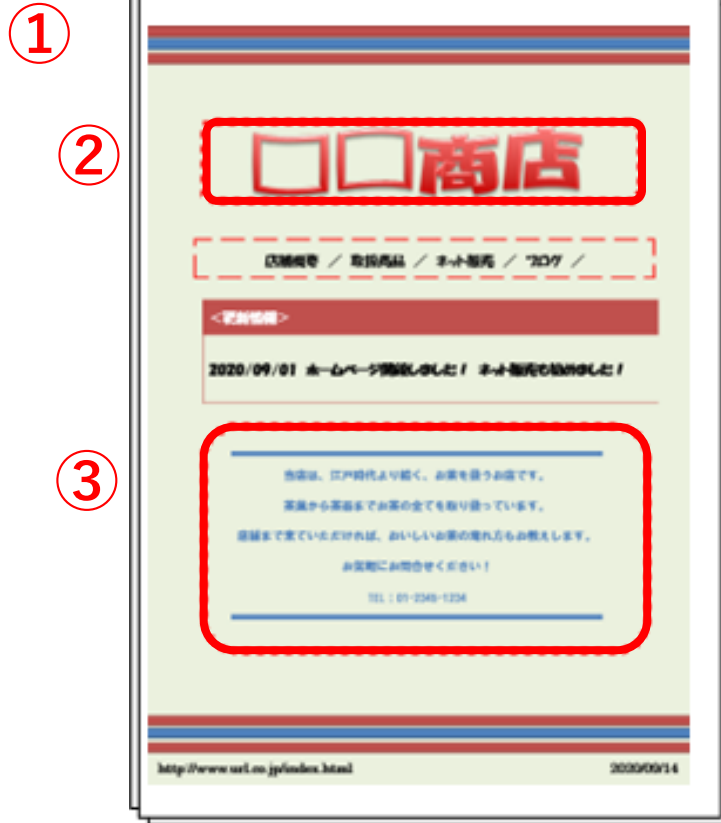 ①
②
□□商店
店舗概要 ／ 取扱商品 ／ ネット販売 ／ ブログ ／
＜更新情報＞
2020/09/01 ホームページ開設しました！ ネット販売も始めました！
③
当店は、江戸時代より続く、お茶を扱うお店です。
茶葉から茶器までお茶の全てを取り扱っています。
店舗まで来ていただければ、おいしいお茶の淹れ方もお教えします。
お気軽にお問合せください！
TEL：01-2345-1234
http://www.url.co.jp/index.html
2020/09/14